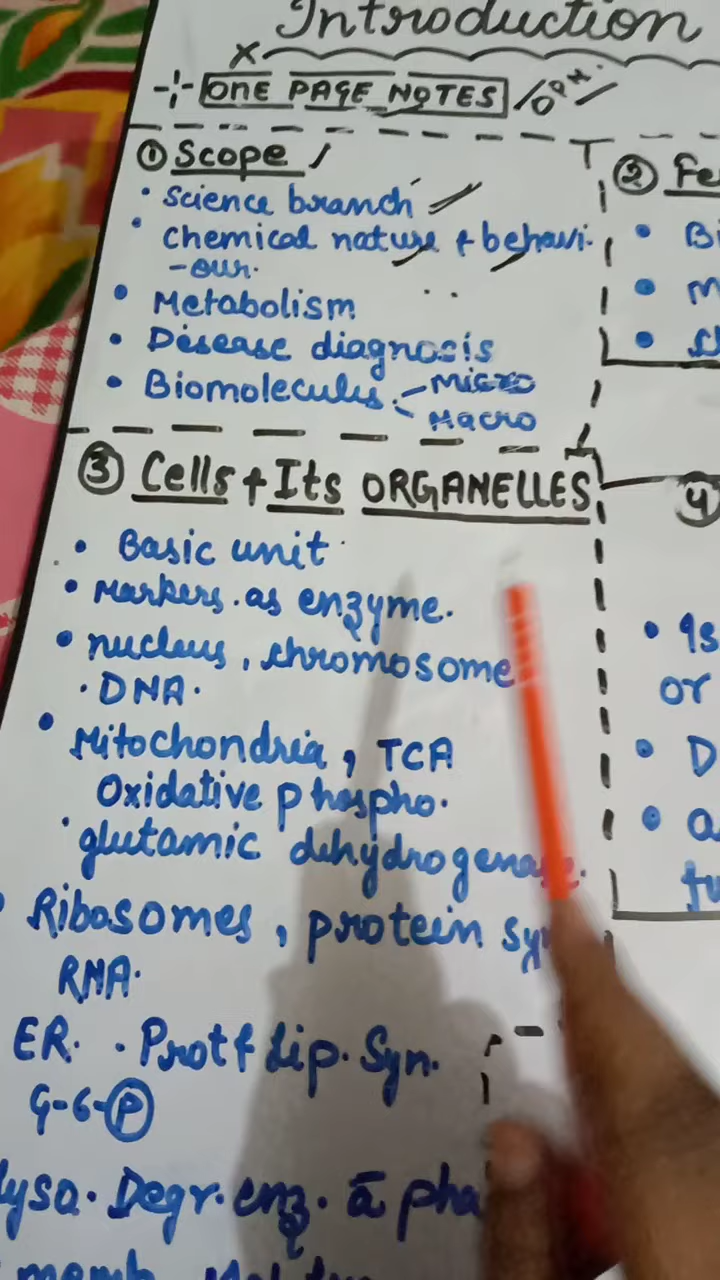 Introduction
ONE PAGE NOTES
① Scope
• Science branch
• Chemical nature + behavi-
-our.
• Metabolism
• Disease diagnosis
• Biomolecules Micro
Macro
② Fe
• Bi
• M
③ Cells + Its ORGANELLES
• Basic unit
• Markers. as enzyme.
• nucleus, chromosome
• DNA.
• Mitochondria, TCA
Oxidative phospho.
• glutamic dehydrogenase.
• Ribosomes, protein Syn
RNA.
ER. . Prot & Lip. Syn.
G-6-Ⓟ
Lyso. Degr. enz. ā pha
memb.
④
• Is
or
• D
• a